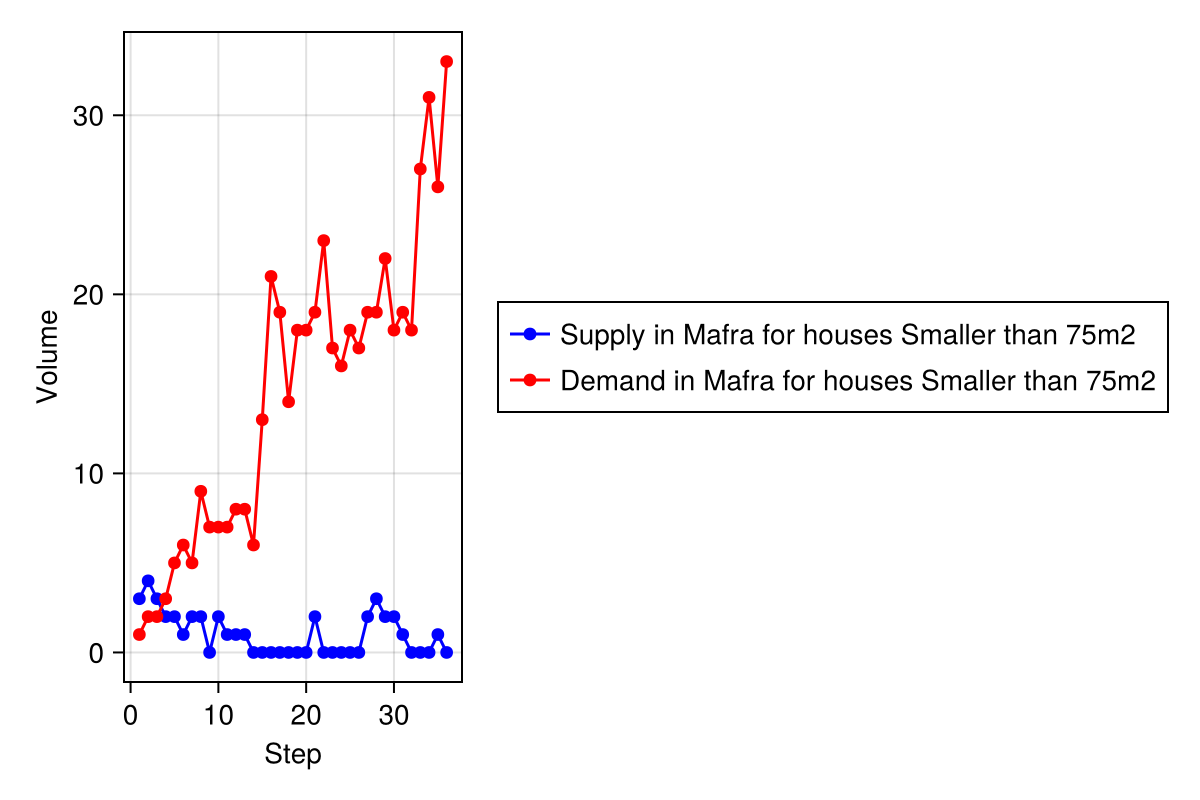 30
20
10
0
0 10 20 30
Step
Volume
Supply in Mafra for houses Smaller than 75m2
Demand in Mafra for houses Smaller than 75m2